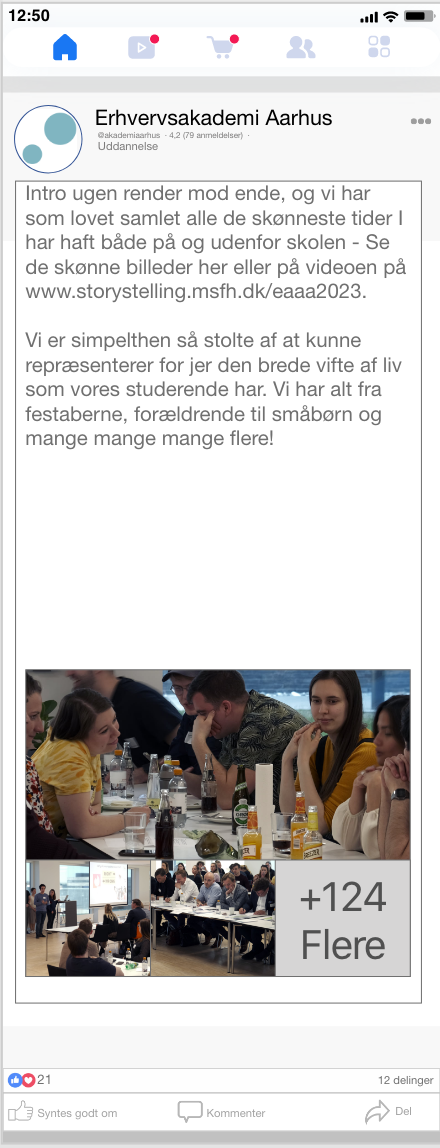 12:50
Erhvervsakademi Aarhus
@akademiaarhus · 4,2 (79 anmeldelser) ·
Uddannelse
Intro ugen render mod ende, og vi har
som lovet samlet alle de skønneste tider I
har haft både på og udenfor skolen - Se
de skønne billeder her eller på videoen på
www.storystelling.msfh.dk/eaaa2023.
Vi er simpelthen så stolte af at kunne
repræsenterer for jer den brede vifte af liv
som vores studerende har. Vi har alt fra
festaberne, forældrende til småbørn og
mange mange mange flere!
+124
Flere
21
12 delinger
Syntes godt om
Kommenter
Del